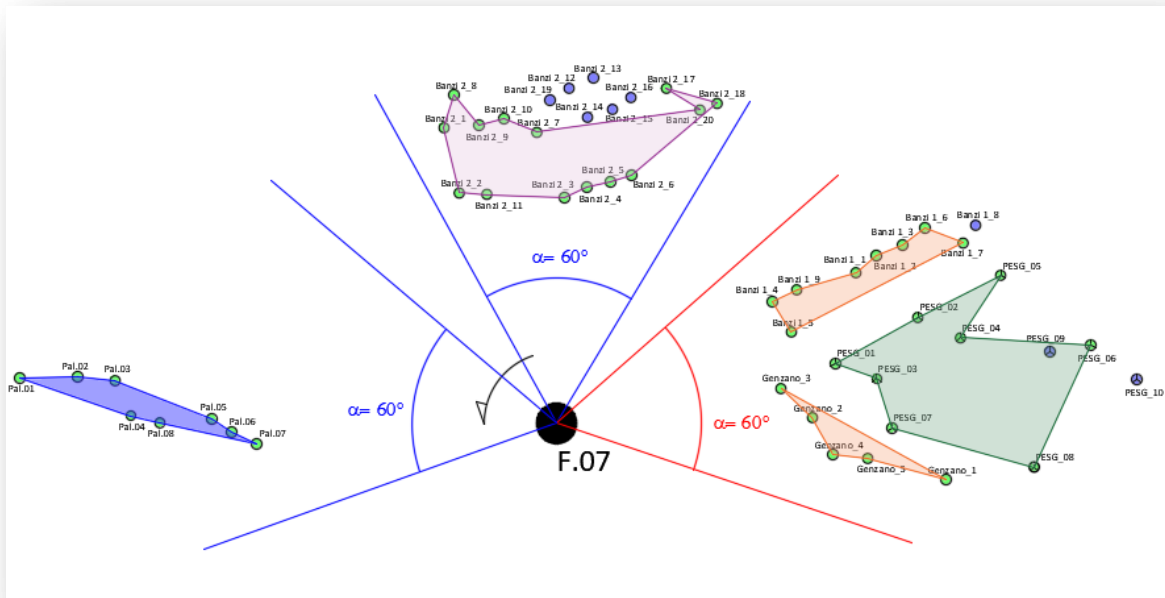 Banzi 2_13
Banzi 2_12
Banzi 2_17
Banzi 2_8
Banzi 2_19
Banzi 2_16
Banzi 2_18
Banzi 2_10
Banzi 2_14
Banzi 2_1
Banzi 2_7
Banzi 2_15
Banzi 2_20
Banzi 2_9
Banzi 2_5
Banzi 2_2
Banzi 2_3
Banzi 2_6
Banzi 2_11
Banzi 2_4
Banzi 1_6
Banzi 1_8
Banzi 1_3
Banzi 1_7
α= 60°
Banzi 1_1
Banzi 1_2
PESG_05
Banzi 1_9
Banzi 1_4
PESG_02
Banzi 1_5
PESG_04
PESG_09
PESG_01
PESG_06
Pal.02
Pal.03
PESG_03
Pal.01
Genzano_3
PESG_10
α= 60°
Genzano_2
Pal.05
PESG_07
Pal.04
Pal.08
Pal.06
α= 60°
Pal.07
Genzano_4
F.07
PESG_08
Genzano_5
Genzano_1